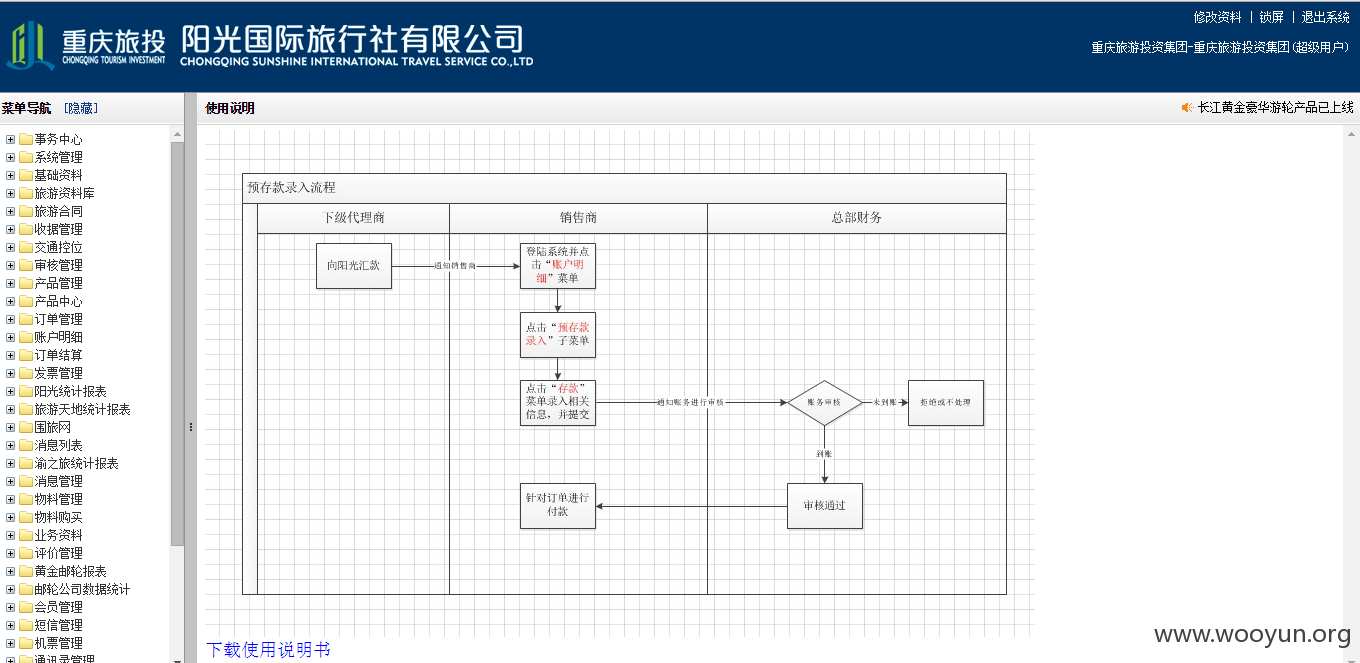 修改资料 | 锁屏 | 退出系统
重庆旅投 阳光国际旅行社有限公司
CHONGQING TOURISM INVESTMENT CHONGQING SUNSHINE INTERNATIONAL TRAVEL SERVICE CO.,LTD
重庆旅游投资集团-重庆旅游投资集团(超级用户)
菜单导航 [隐藏]
使用说明
长江黄金豪华游轮产品已上线
事务中心
系统管理
基础资料
旅游资料库
旅游合同
收据管理
交通控位
审核管理
产品管理
产品中心
订单管理
账户明细
订单结算
发票管理
阳光统计报表
旅游天地统计报表
国旅网
消息列表
渝之旅统计报表
消息管理
物料管理
物料购买
业务资料
评价管理
黄金邮轮报表
邮轮公司数据统计
会员管理
短信管理
机票管理
通讯录管理
预存款录入流程
下级代理商
销售商
总部财务
向阳光汇款
通知销售商
登陆系统并点
击“账户明
细”菜单
点击“预存款
录入”子菜单
点击“存款”
菜单录入相关
信息，并提交
通知账务进行审核
账务审核
未到账
拒绝或不处理
到账
审核通过
针对订单进行
付款
下载使用说明书
www.wooyun.org